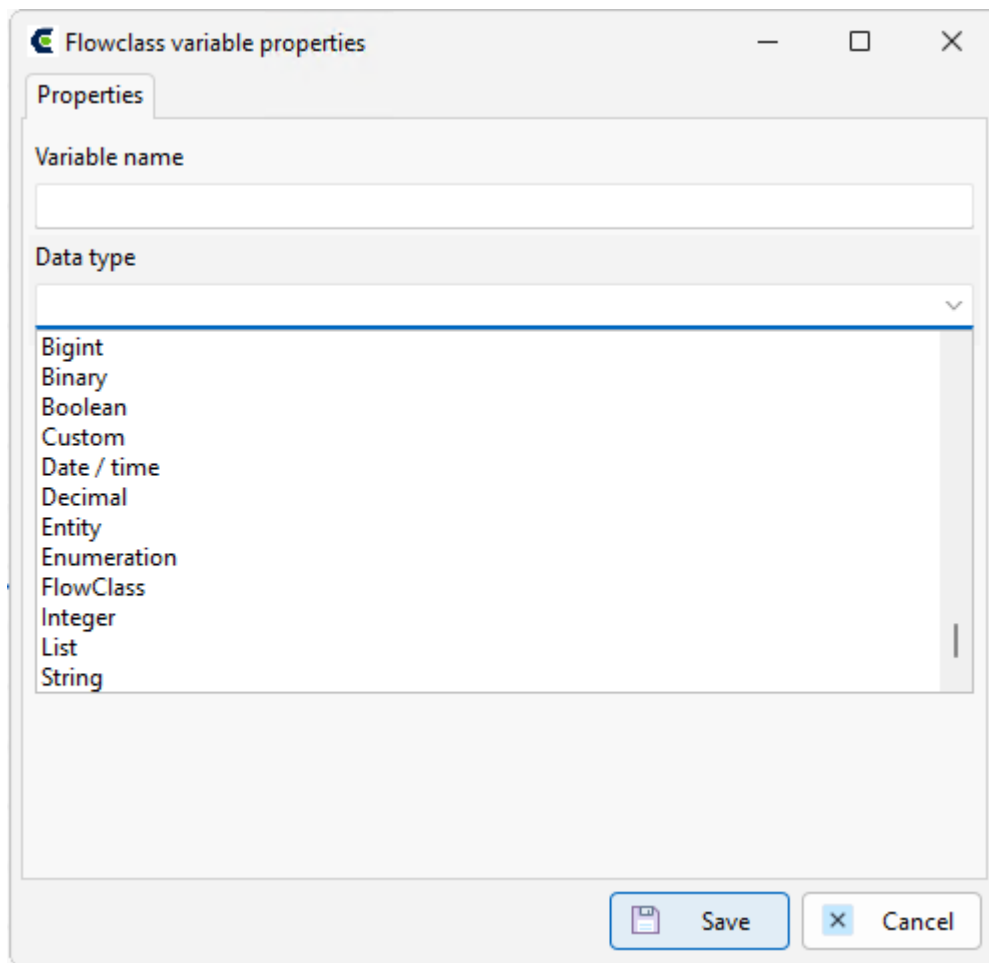 Flowclass variable properties
Properties
Variable name
Data type
Bigint
Binary
Boolean
Custom
Date / time
Decimal
Entity
Enumeration
FlowClass
Integer
List
String
Save
Cancel